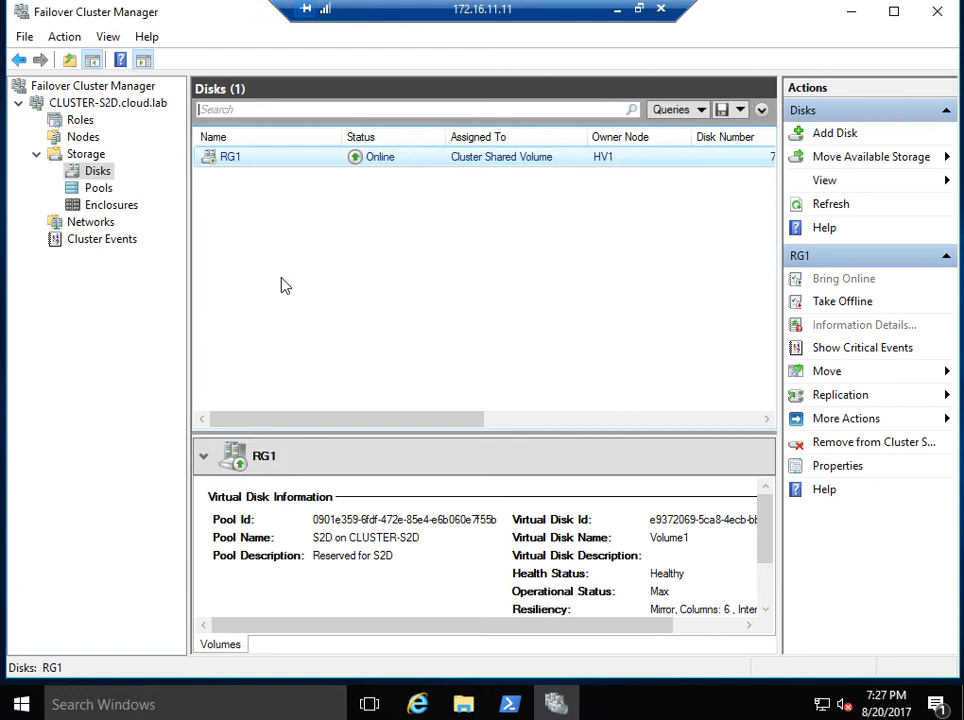 Failover Cluster Manager
172.16.11.11
File Action View Help
Failover Cluster Manager
CLUSTER-S2D.cloud.lab
Roles
Nodes
Storage
Disks
Pools
Enclosures
Networks
Cluster Events
Disks (1)
Search
Queries
Name Status Assigned To Owner Node Disk Number
RG1 Online Cluster Shared Volume HV1 7
RG1
Virtual Disk Information
Pool Id: 0901e359-6fdf-472e-85e4-e6b060e7f55b
Pool Name: S2D on CLUSTER-S2D
Pool Description: Reserved for S2D
Virtual Disk Id: e9372069-5ca8-4ecb-bb
Virtual Disk Name: Volume1
Virtual Disk Description:
Health Status: Healthy
Operational Status: Max
Resiliency: Mirror, Columns: 6 , Inter
Volumes
Actions
Disks
Add Disk
Move Available Storage
View
Refresh
Help
RG1
Bring Online
Take Offline
Information Details...
Show Critical Events
Move
Replication
More Actions
Remove from Cluster S...
Properties
Help
Disks: RG1
Search Windows
7:27 PM
8/20/2017
1